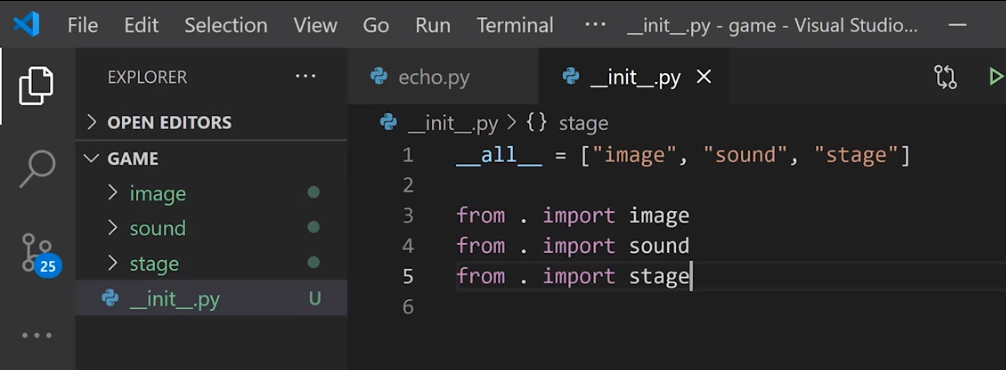 File Edit Selection View Go Run Terminal ··· __init__.py - game - Visual Studio...
EXPLORER ···
OPEN EDITORS
GAME
image
sound
stage
__init__.py U
25
echo.py __init__.py
__init__.py > {} stage
1 __all__ = ["image", "sound", "stage"]
2
3 from . import image
4 from . import sound
5 from . import stage
6